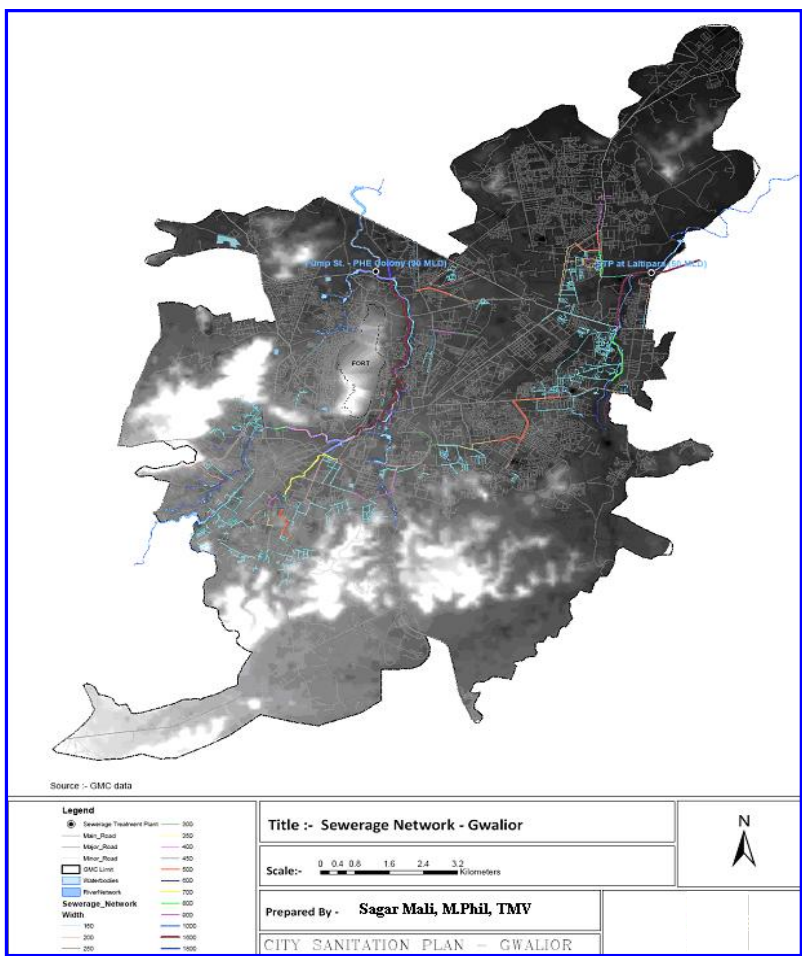 Pump St. - PHE Colony (90 MLD)
STP at Laltipara (50 MLD)
FORT
Source :- GMC data
Legend
Sewerage Treatment Plant
Main_Road
Major_Road
Minor_Road
GMC Limit
Waterbodies
RiverNetwork
Sewerage_Network
Width
150
200
250
300
350
400
450
500
600
700
800
900
1000
1600
1800
Title :- Sewerage Network - Gwalior
Scale:-
0 0.4 0.8 1.6 2.4 3.2
Kilometers
Prepared By - Sagar Mali, M.Phil, TMV
CITY SANITATION PLAN - GWALIOR
N